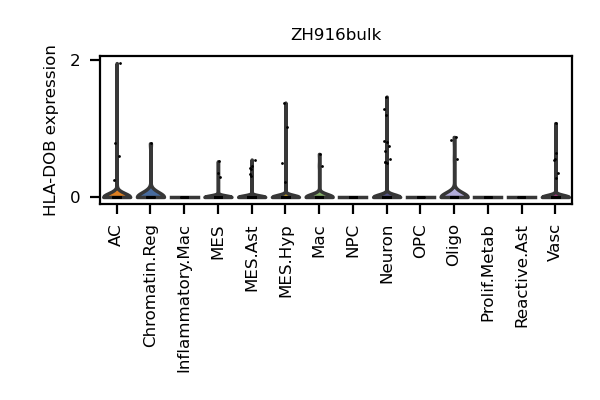 ZH916bulk
HLA-DOB expression
2
0
AC
Chromatin.Reg
Inflammatory.Mac
MES
MES.Ast
MES.Hyp
Mac
NPC
Neuron
OPC
Oligo
Prolif.Metab
Reactive.Ast
Vasc